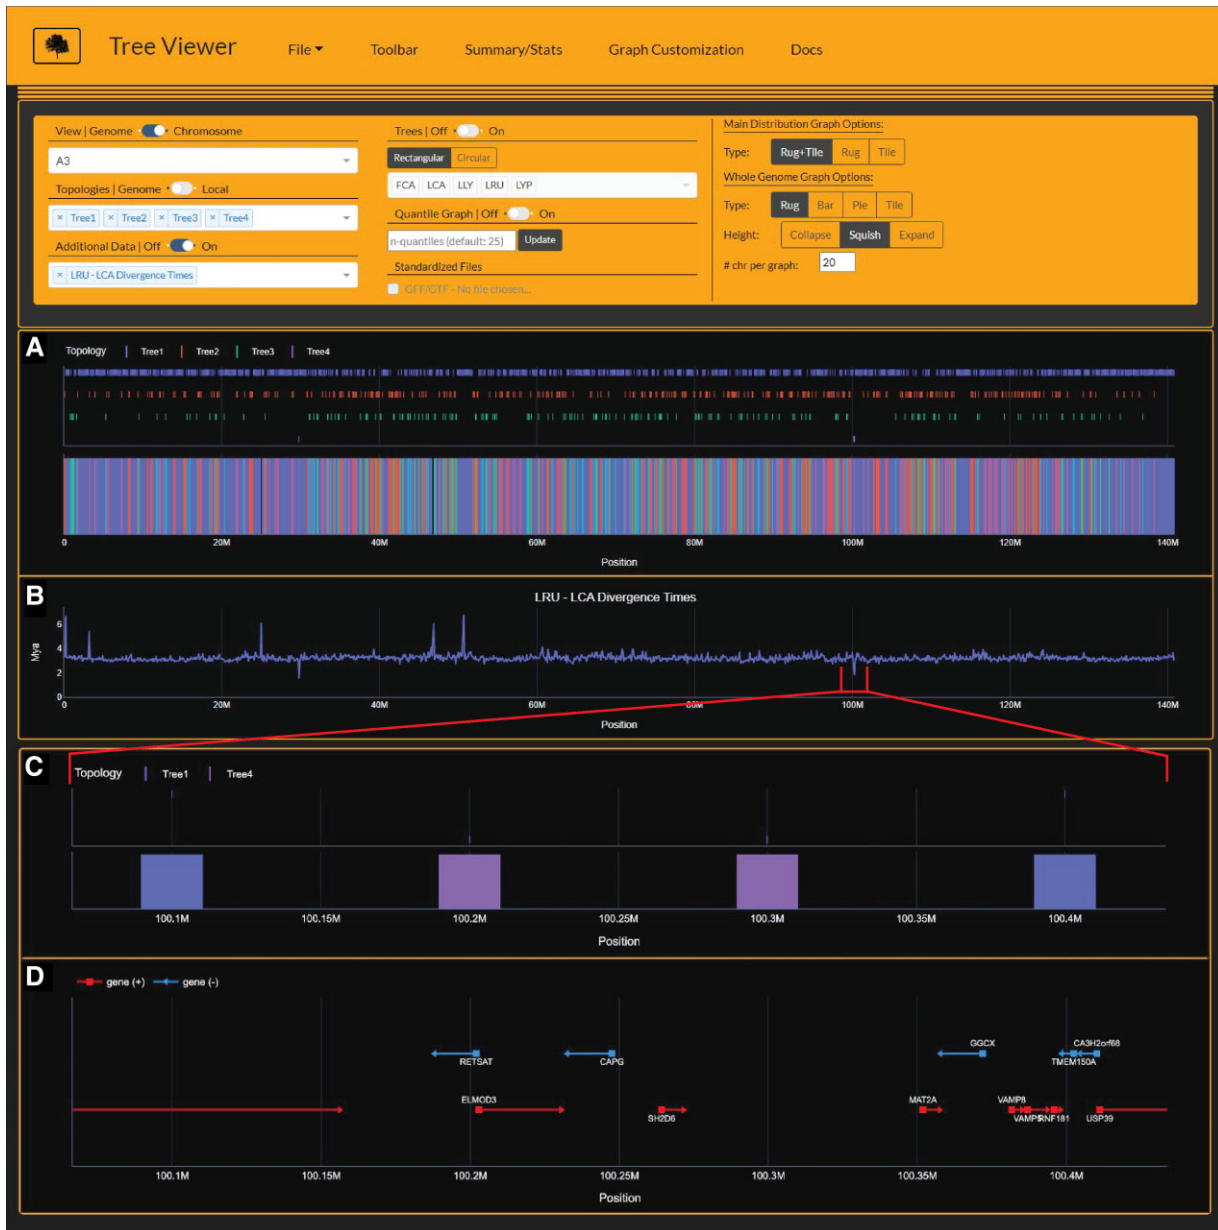 Tree Viewer File Toolbar Summary/Stats Graph Customization Docs
View | Genome Chromosome
A3
Topologies | Genome Local
× Tree1 × Tree2 × Tree3 × Tree4
Additional Data | Off On
× LRU - LCA Divergence Times
Trees | Off On
Rectangular Circular
FCA LCA LLY LRU LYP
Quantile Graph | Off On
n-quantiles (default: 25) Update
Standardized Files
GFF/GTF - No file chosen...
Main Distribution Graph Options:
Type: Rug+Tile Rug Tile
Whole Genome Graph Options:
Type: Rug Bar Pie Tile
Height: Collapse Squish Expand
# chr per graph: 20
A
Topology Tree1 Tree2 Tree3 Tree4
0 20M 40M 60M 80M 100M 120M 140M
Position
B
LRU - LCA Divergence Times
Mya
6
4
2
0
0 20M 40M 60M 80M 100M 120M 140M
Position
C
Topology Tree1 Tree4
100.1M 100.15M 100.2M 100.25M 100.3M 100.35M 100.4M
Position
D
gene (+) gene (-)
GGCX CA3H2orf68
RETSAT CAPG TMEM150A
ELMOD3 MAT2A VAMP8
SH2D6 VAMP5 RNF181 USP39
100.1M 100.15M 100.2M 100.25M 100.3M 100.35M 100.4M
Position